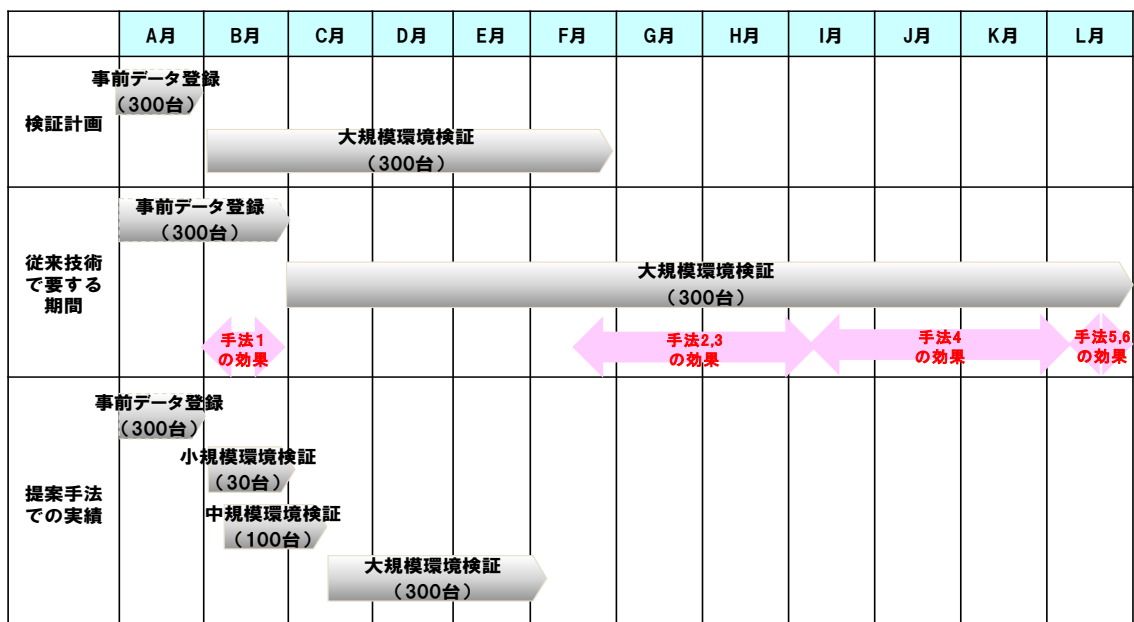 A月 B月 C月 D月 E月 F月 G月 H月 I月 J月 K月 L月
検証計画
事前データ登録
(300台)
大規模環境検証
(300台)
従来技術
で要する
期間
事前データ登録
(300台)
大規模環境検証
(300台)
手法1
の効果
手法2,3
の効果
手法4
の効果
手法5,6
の効果
提案手法
での実績
事前データ登録
(300台)
小規模環境検証
(30台)
中規模環境検証
(100台)
大規模環境検証
(300台)